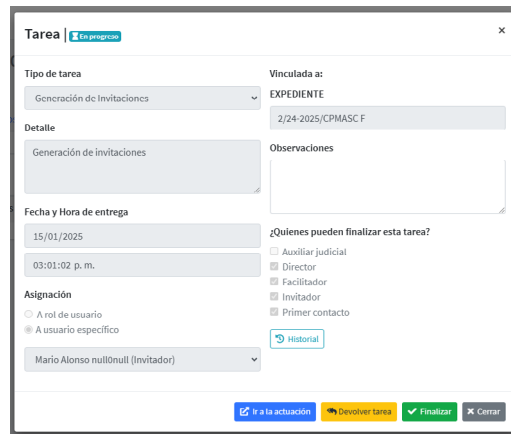 Tarea | En progreso
×
Tipo de tarea
Generación de Invitaciones
Detalle
Generación de invitaciones
Fecha y Hora de entrega
15/01/2025
03:01:02 p. m.
Asignación
A rol de usuario
A usuario específico
Mario Alonso null0null (Invitador)
Vinculada a:
EXPEDIENTE
2/24-2025/CPMASC F
Observaciones
¿Quienes pueden finalizar esta tarea?
Auxiliar judicial
Director
Facilitador
Invitador
Primer contacto
Historial
Ir a la actuación
Devolver tarea
Finalizar
Cerrar